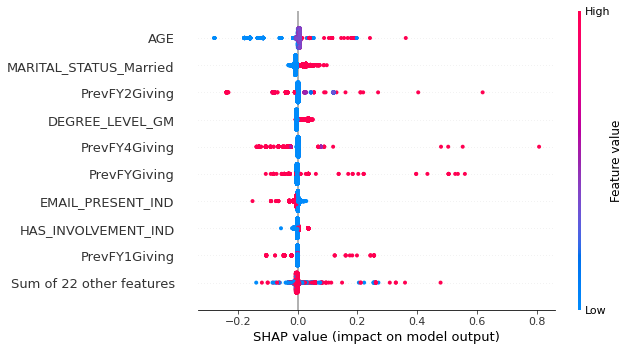 High
AGE
MARITAL_STATUS_Married
PrevFY2Giving
DEGREE_LEVEL_GM
PrevFY4Giving
PrevFYGiving
EMAIL_PRESENT_IND
HAS_INVOLVEMENT_IND
PrevFY1Giving
Sum of 22 other features
Feature value
Low
−0.2 0.0 0.2 0.4 0.6 0.8
SHAP value (impact on model output)